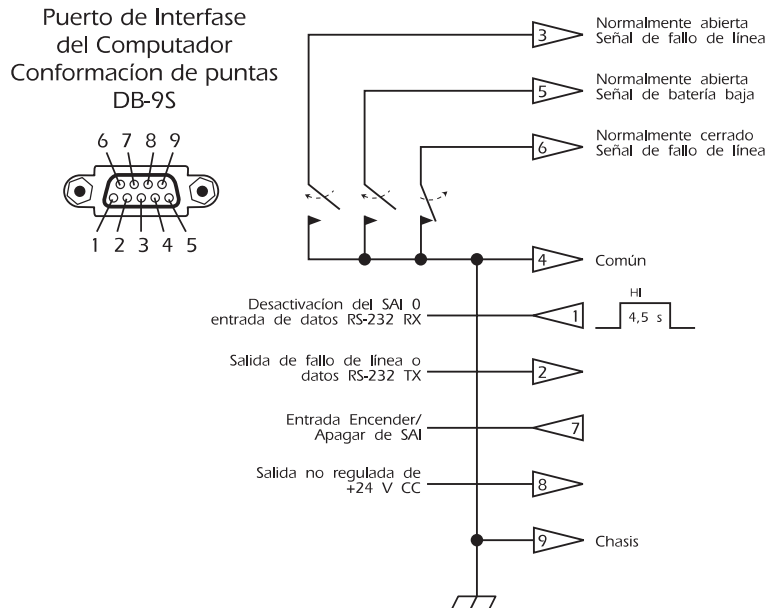 Puerto de Interfase
del Computador
Conformacíon de puntas
DB-9S
6 7 8 9
1 2 3 4 5
3
Normalmente abierta
Señal de fallo de línea
5
Normalmente abierta
Señal de batería baja
6
Normalmente cerrado
Señal de fallo de línea
4
Común
Desactivacíon del SAI 0
entrada de datos RS-232 RX
1
HI
4,5 s
Salida de fallo de línea o
datos RS-232 TX
2
Entrada Encender/
Apagar de SAI
7
Salida no regulada de
+24 V CC
8
9
Chasis